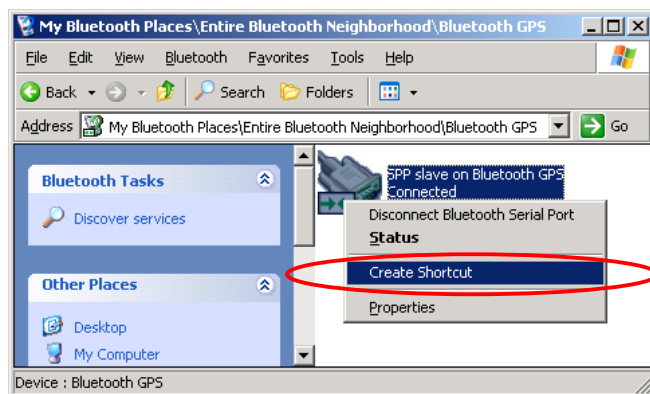 My Bluetooth Places\Entire Bluetooth Neighborhood\Bluetooth GPS
File Edit View Bluetooth Favorites Tools Help
Back Search Folders
Address My Bluetooth Places\Entire Bluetooth Neighborhood\Bluetooth GPS Go
Bluetooth Tasks
Discover services
Other Places
Desktop
My Computer
SPP slave on Bluetooth GPS
Connected
Disconnect Bluetooth Serial Port
Status
Create Shortcut
Properties
Device : Bluetooth GPS